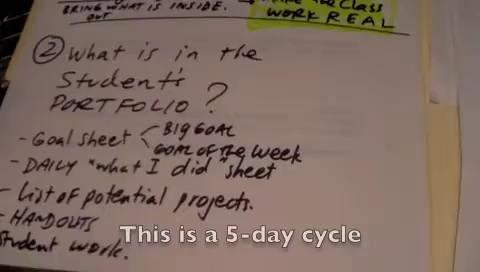 BRING WHAT IS INSIDE.
OUT
the Class
WORK REAL
② What is in the
Student's
PORTFOLIO?
- Goal sheet < BIG GOAL
GOAL OF the week
- DAILY "what I did" sheet
- List of potential projects.
- HANDOUTS
Student work.
This is a 5-day cycle